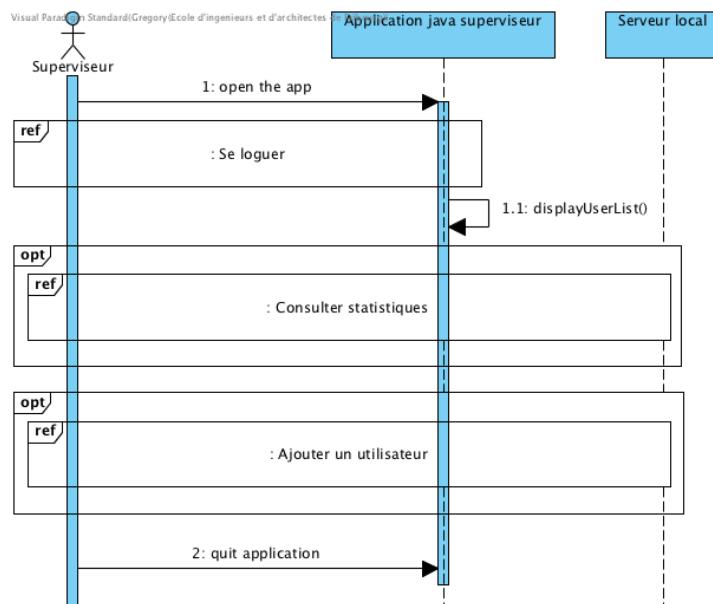 Visual Paradigm Standard(Gregory(Ecole d'ingenieurs et d'architectes de
Application java superviseur
Serveur local
Superviseur
1: open the app
ref
: Se loguer
1.1: displayUserList()
opt
ref
: Consulter statistiques
opt
ref
: Ajouter un utilisateur
2: quit application